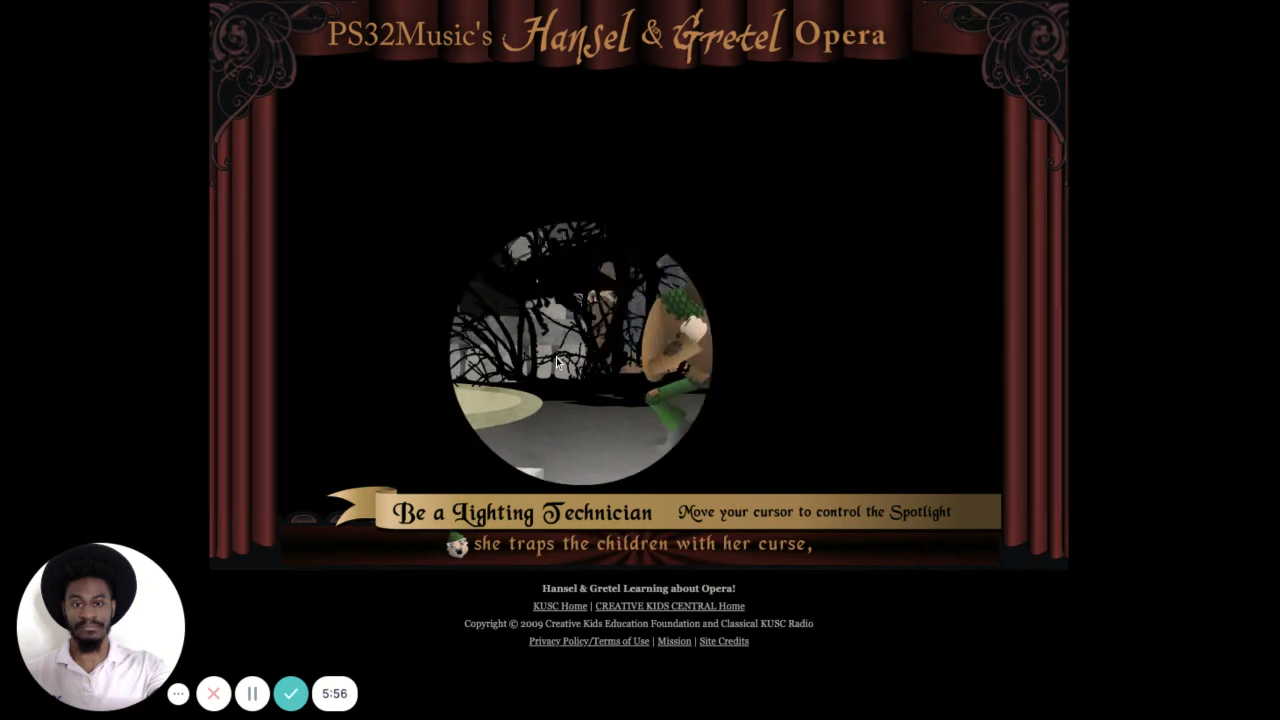 PS32Music's Hansel & Gretel Opera
Be a Lighting Technician Move your cursor to control the Spotlight
she traps the children with her curse,
Hansel & Gretel Learning about Opera!
KUSC Home | CREATIVE KIDS CENTRAL Home
Copyright © 2009 Creative Kids Education Foundation and Classical KUSC Radio
Privacy Policy/Terms of Use | Mission | Site Credits
5:56